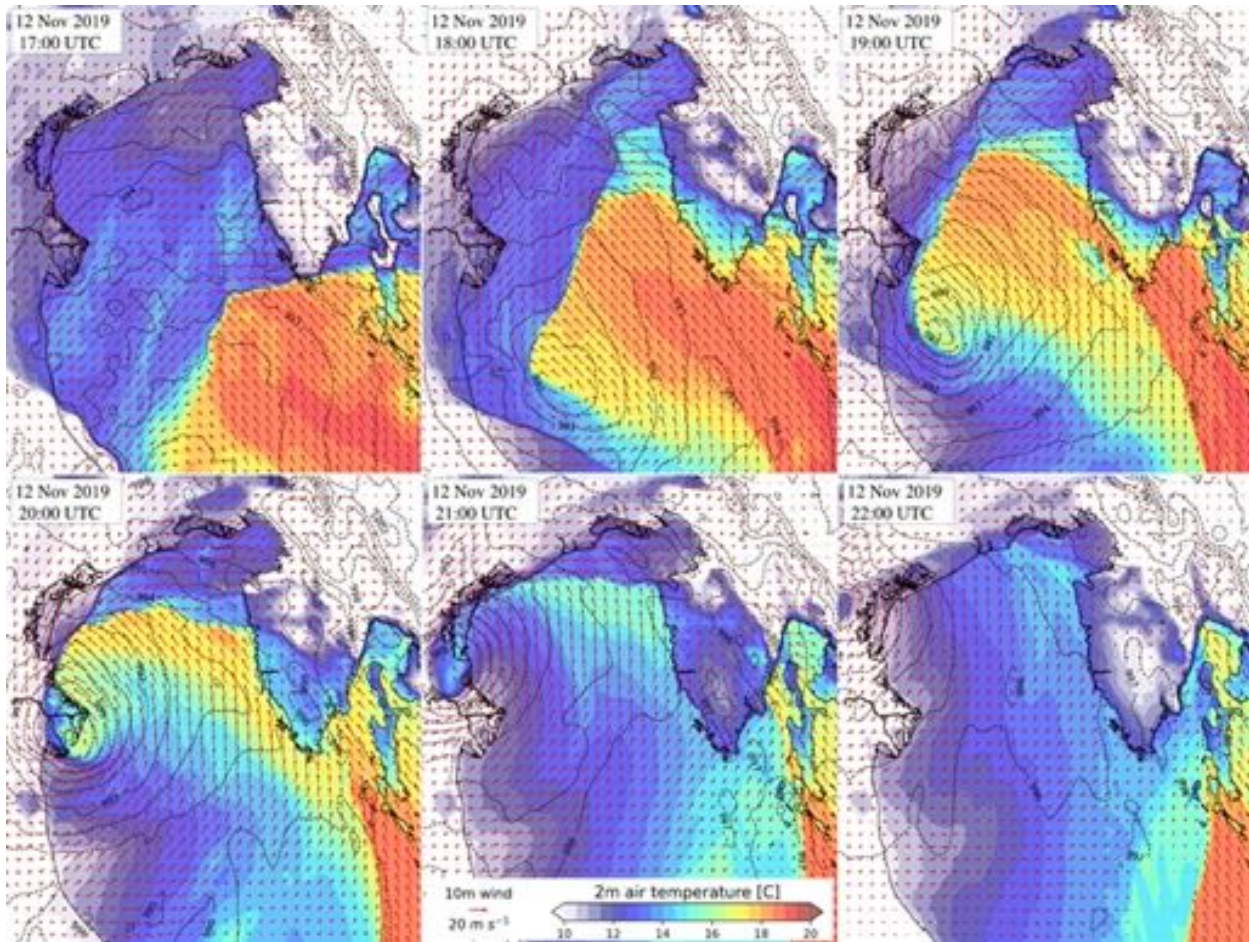 12 Nov 2019
17:00 UTC
12 Nov 2019
18:00 UTC
12 Nov 2019
19:00 UTC
12 Nov 2019
20:00 UTC
12 Nov 2019
21:00 UTC
12 Nov 2019
22:00 UTC
10m wind
20 m s⁻¹
2m air temperature [C]
10 12 14 16 18 20